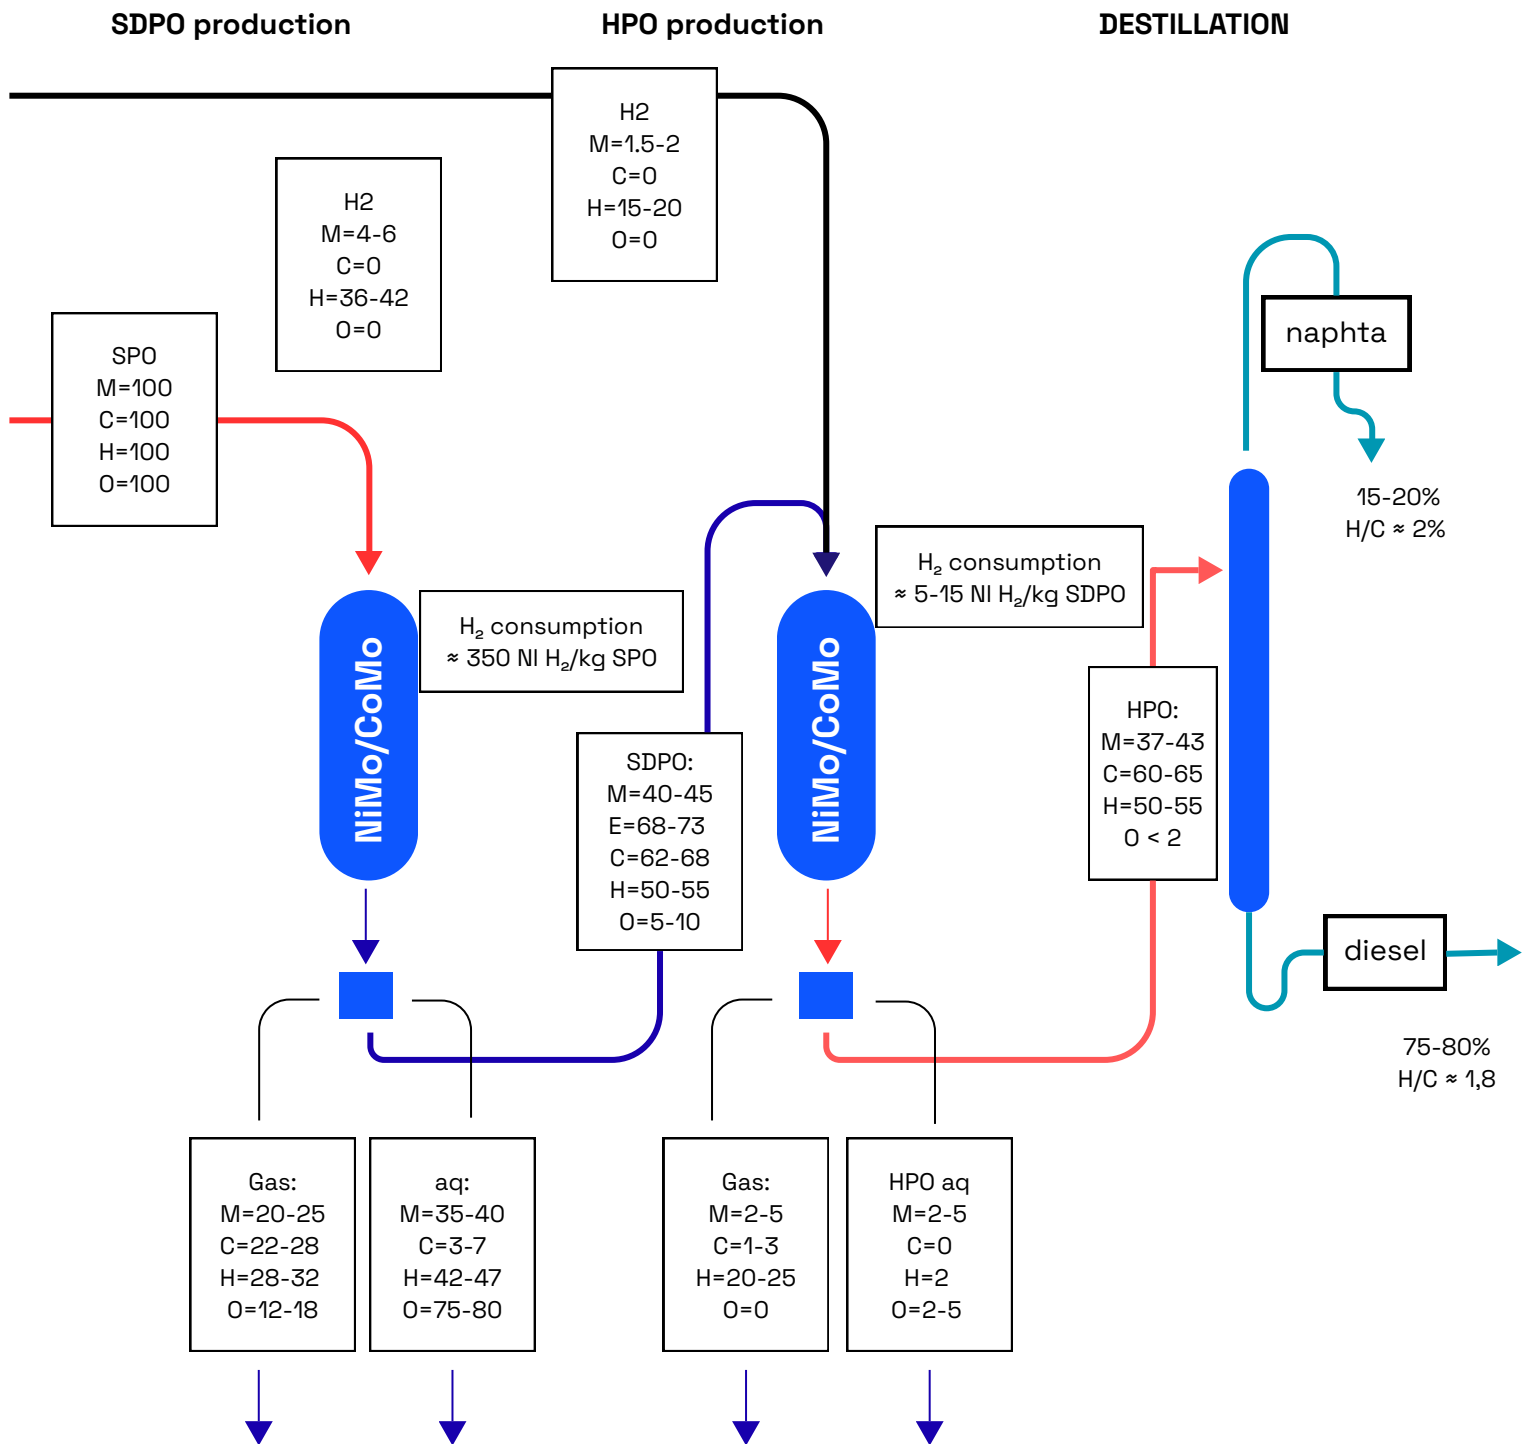 SDPO production
HPO production
DESTILLATION
H2
M=1.5-2
C=0
H=15-20
O=0
H2
M=4-6
C=0
H=36-42
O=0
SPO
M=100
C=100
H=100
O=100
naphta
15-20%
H/C ≈ 2%
H₂ consumption
≈ 5-15 Nl H₂/kg SDPO
H₂ consumption
≈ 350 Nl H₂/kg SPO
NiMo/CoMo
NiMo/CoMo
SDPO:
M=40-45
E=68-73
C=62-68
H=50-55
O=5-10
HPO:
M=37-43
C=60-65
H=50-55
O < 2
diesel
75-80%
H/C ≈ 1,8
Gas:
M=20-25
C=22-28
H=28-32
O=12-18
aq:
M=35-40
C=3-7
H=42-47
O=75-80
Gas:
M=2-5
C=1-3
H=20-25
O=0
HPO aq
M=2-5
C=0
H=2
O=2-5